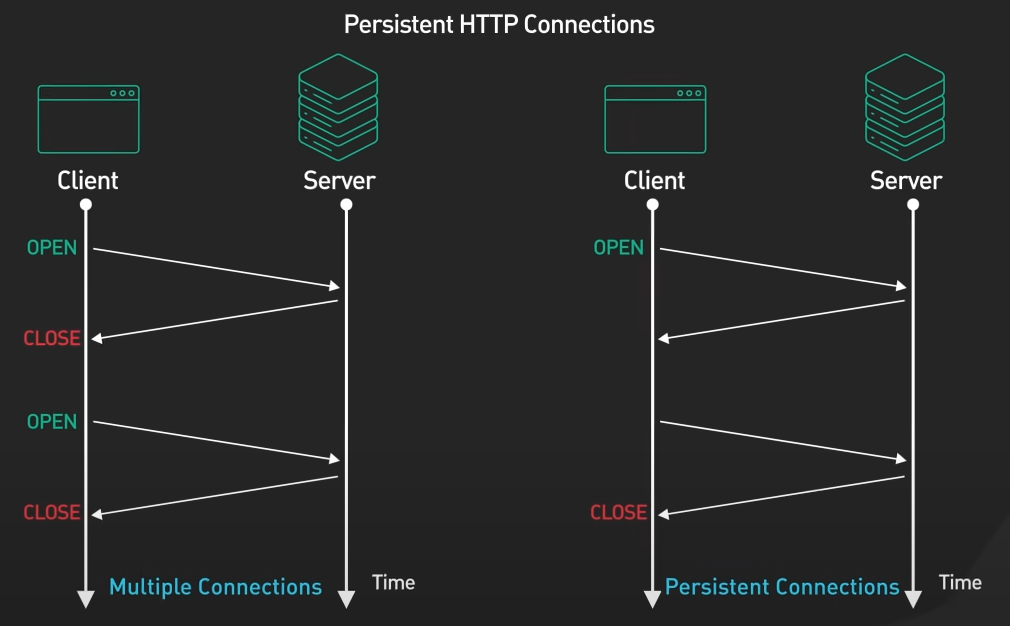 Persistent HTTP Connections
Client
Server
OPEN
CLOSE
OPEN
CLOSE
Multiple Connections
Time
Client
Server
OPEN
CLOSE
Persistent Connections
Time